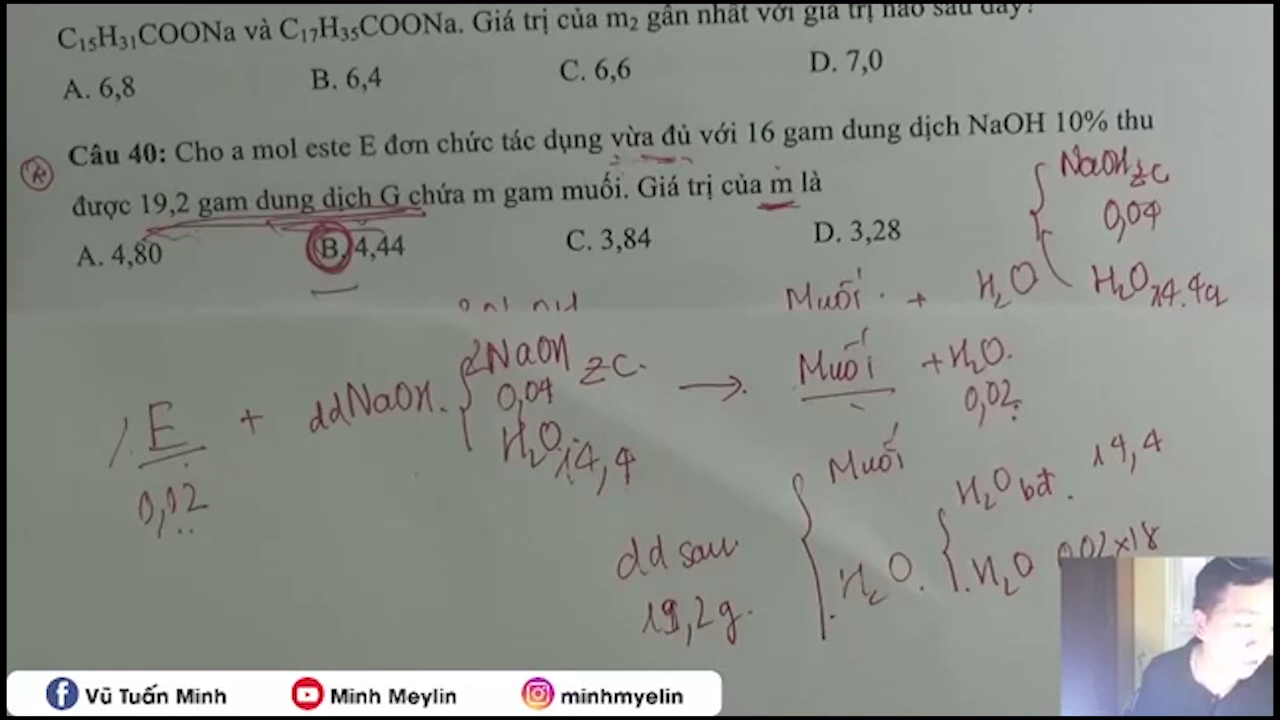 C₁₅H₃₁COONa và C₁₇H₃₅COONa. Giá trị của m₂ gần nhất với giá trị nào sau đây?
A. 6,8 B. 6,4 C. 6,6 D. 7,0
Câu 40: Cho a mol este E đơn chức tác dụng vừa đủ với 16 gam dung dịch NaOH 10% thu
được 19,2 gam dung dịch G chứa m gam muối. Giá trị của m là
A. 4,80 B. 4,44 C. 3,84 D. 3,28
NaOH
0,04
Muối + H₂O H₂O 14.4g
2NaOH → Muối + H₂O.
E + ddNaOH. 0,04 0,02
0,02 H₂O 14,4
Muối H₂O bđ. 14,4
dd sau H₂O. H₂O 0,02×18
19,2g.
Vũ Tuấn Minh Minh Meylin minhmyelin